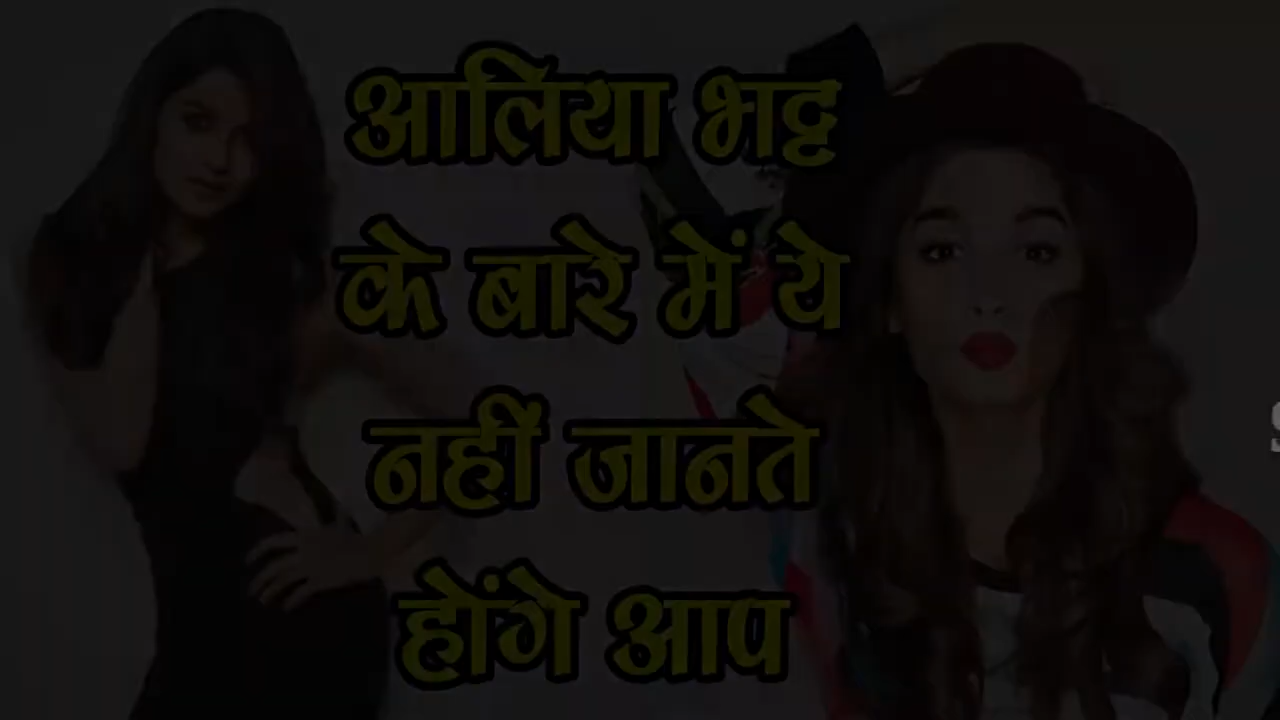 आलिया भट्ट
के बारे में ये
नहीं जानते
होंगे आप